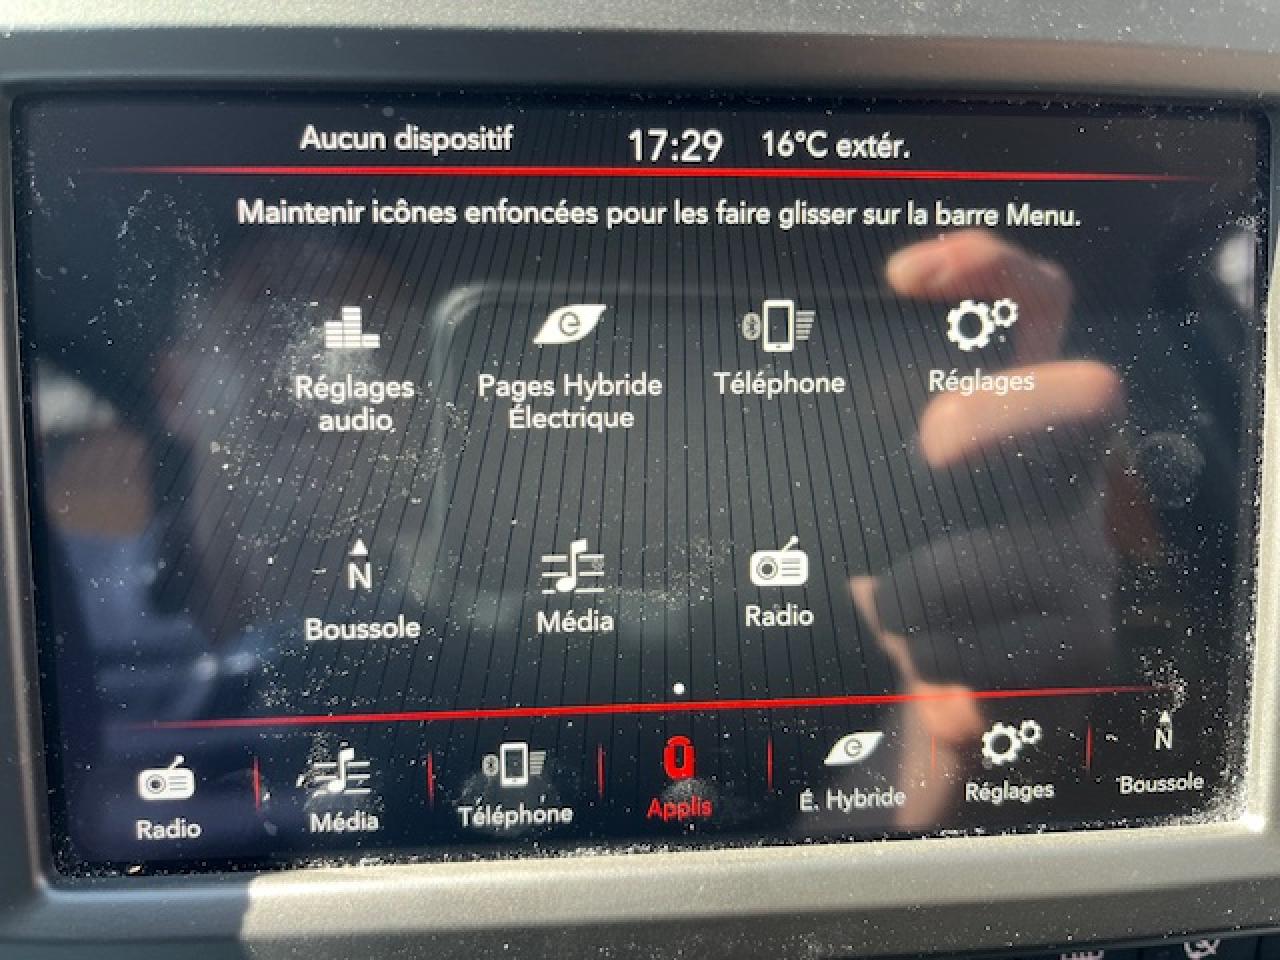 Aucun dispositif 17:29 16°C extér.
Maintenir icônes enfoncées pour les faire glisser sur la barre Menu.
Réglages audio
Pages Hybride Électrique
Téléphone
Réglages
N
Boussole
Média
Radio
Radio
Média
Téléphone
Applis
É. Hybride
Réglages
N
Boussole